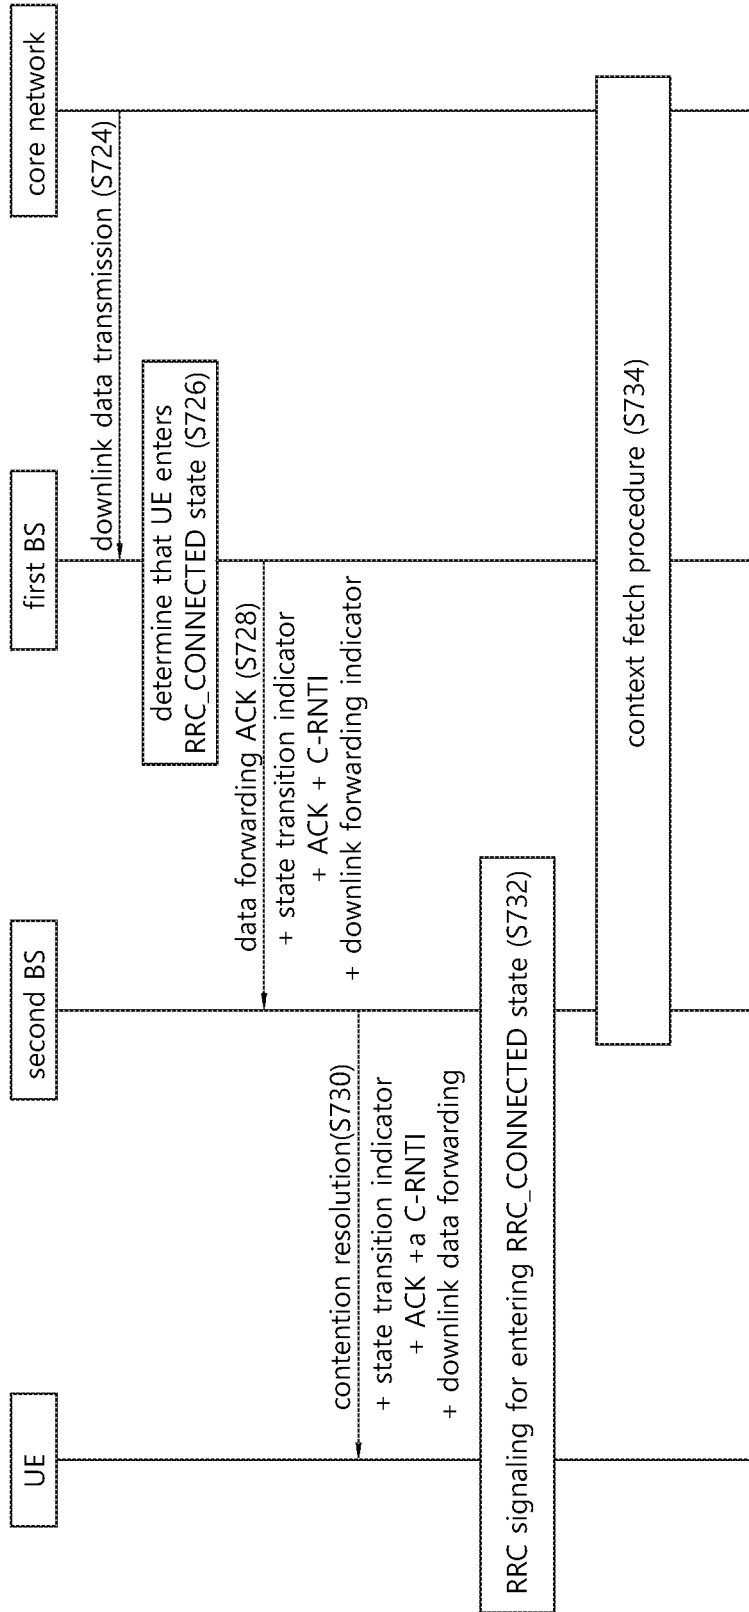 UE
second BS
first BS
core network
downlink data transmission (S724)
determine that UE enters
RRC_CONNECTED state (S726)
data forwarding ACK (S728)
+ state transition indicator
+ ACK + C-RNTI
+ downlink forwarding indicator
contention resolution(S730)
+ state transition indicator
+ ACK +a C-RNTI
+ downlink data forwarding
RRC signaling for entering RRC_CONNECTED state (S732)
context fetch procedure (S734)